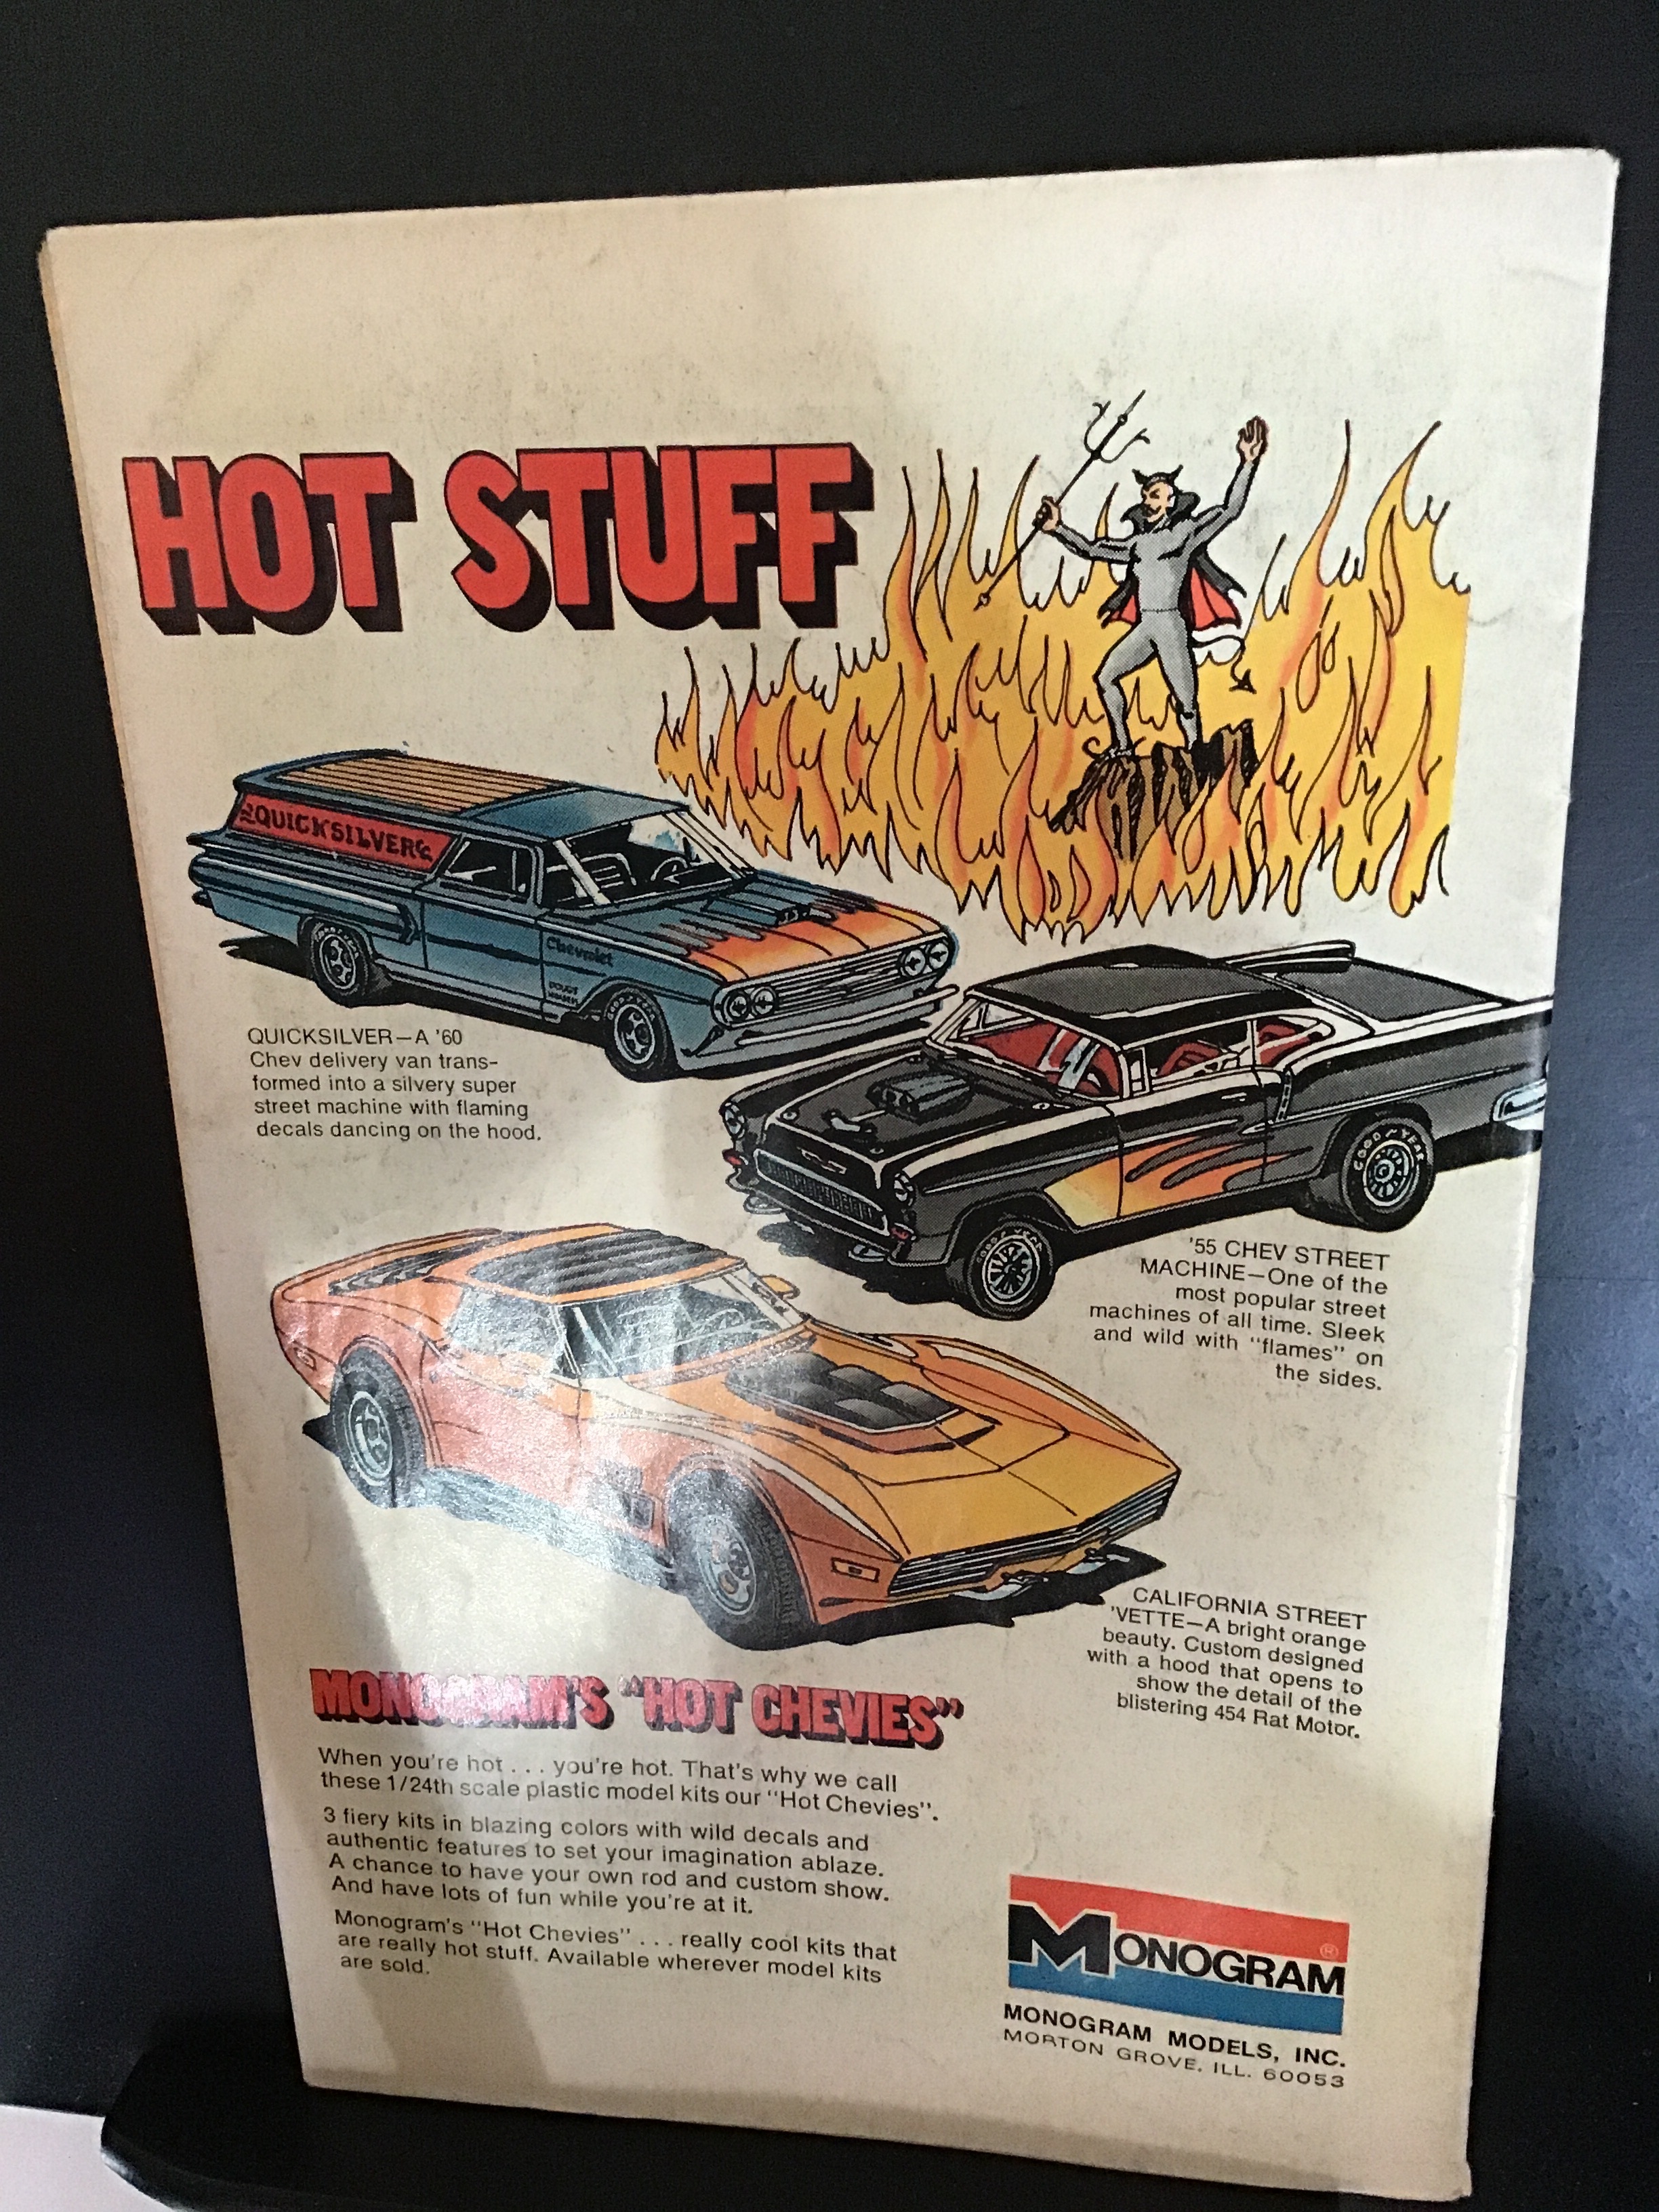 HOT STUFF
QUICKSILVER
Chevrolet
QUICKSILVER—A '60
Chev delivery van trans-
formed into a silvery super
street machine with flaming
decals dancing on the hood.
GOODYEAR
GOODYEAR
'55 CHEV STREET
MACHINE—One of the
most popular street
machines of all time. Sleek
and wild with "flames" on
the sides.
CALIFORNIA STREET
'VETTE—A bright orange
beauty. Custom designed
with a hood that opens to
show the detail of the
blistering 454 Rat Motor.
MONOGRAM'S "HOT CHEVIES"
When you're hot . . . you're hot. That's why we call
these 1/24th scale plastic model kits our "Hot Chevies".
3 fiery kits in blazing colors with wild decals and
authentic features to set your imagination ablaze.
A chance to have your own rod and custom show.
And have lots of fun while you're at it.
Monogram's "Hot Chevies" . . . really cool kits that
are really hot stuff. Available wherever model kits
are sold.
MONOGRAM ®
MONOGRAM MODELS, INC.
MORTON GROVE, ILL. 60053